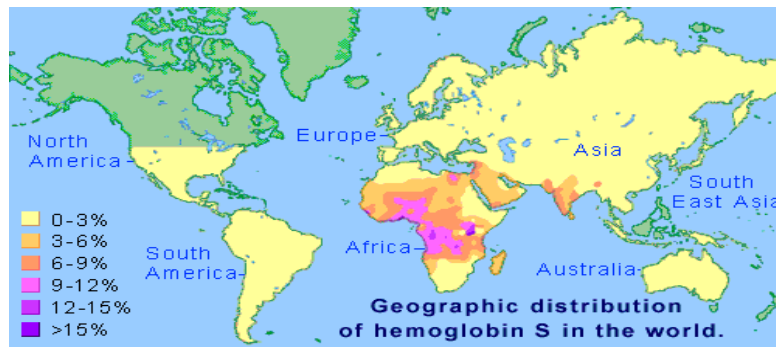 North
America
Europe
Asia
South
East Asia
0-3%
3-6%
6-9%
9-12%
12-15%
>15%
South
America
Africa
Australia
Geographic distribution
of hemoglobin S in the world.